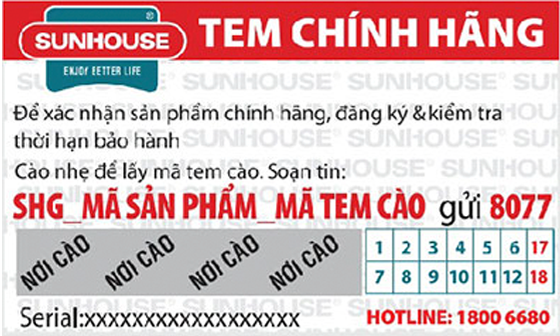 SUNHOUSE®
ENJOY BETTER LIFE
TEM CHÍNH HÃNG
Để xác nhận sản phẩm chính hãng, đăng ký & kiểm tra
thời hạn bảo hành
Cào nhẹ để lấy mã tem cào. Soạn tin:
SHG_MÃ SẢN PHẨM_MÃ TEM CÀO gửi 8077
NƠI CÀO NƠI CÀO NƠI CÀO NƠI CÀO
1 2 3 4 5 6 17
7 8 9 10 11 12 18
Serial:xxxxxxxxxxxxxxxxxx
HOTLINE: 1800 6680